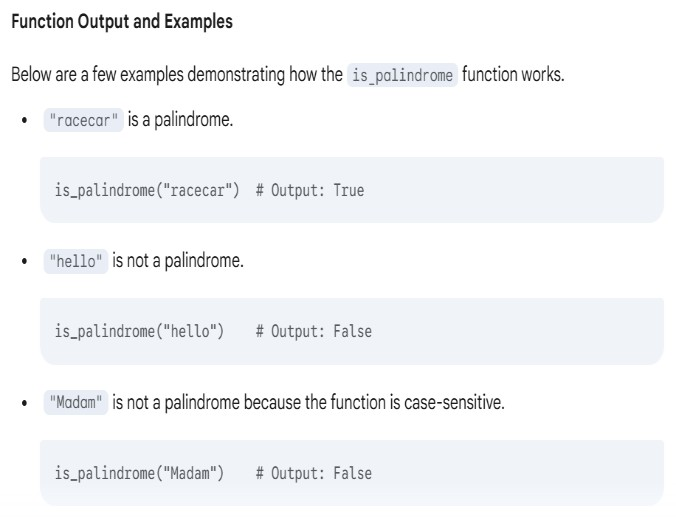 Function Output and Examples
Below are a few examples demonstrating how the is_palindrome function works.
• "racecar" is a palindrome.
is_palindrome("racecar")  # Output: True
• "hello" is not a palindrome.
is_palindrome("hello")    # Output: False
• "Madam" is not a palindrome because the function is case-sensitive.
is_palindrome("Madam")    # Output: False